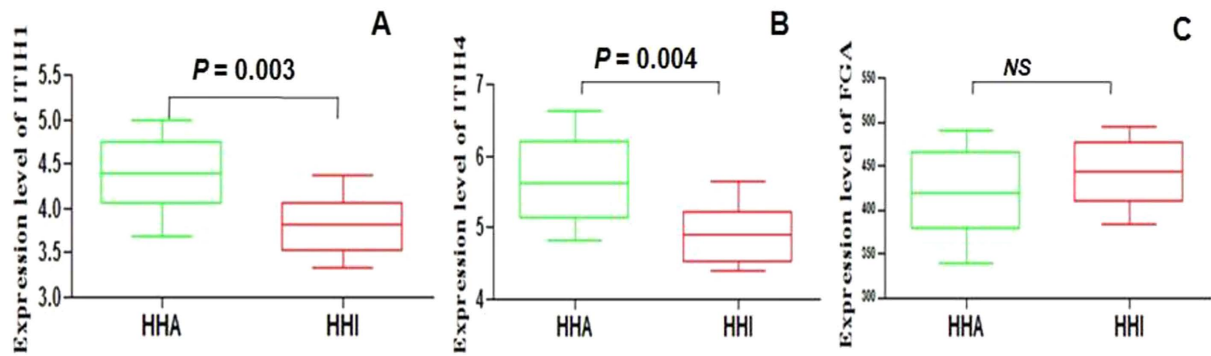 A
Expression level of ITIH1
P = 0.003
5.5
5.0
4.5
4.0
3.5
3.0
HHA HHI
B
Expression level of ITIH4
P = 0.004
7
6
5
4
HHA HHI
C
Expression level of FGA
NS
550
500
450
400
350
300
HHA HHI